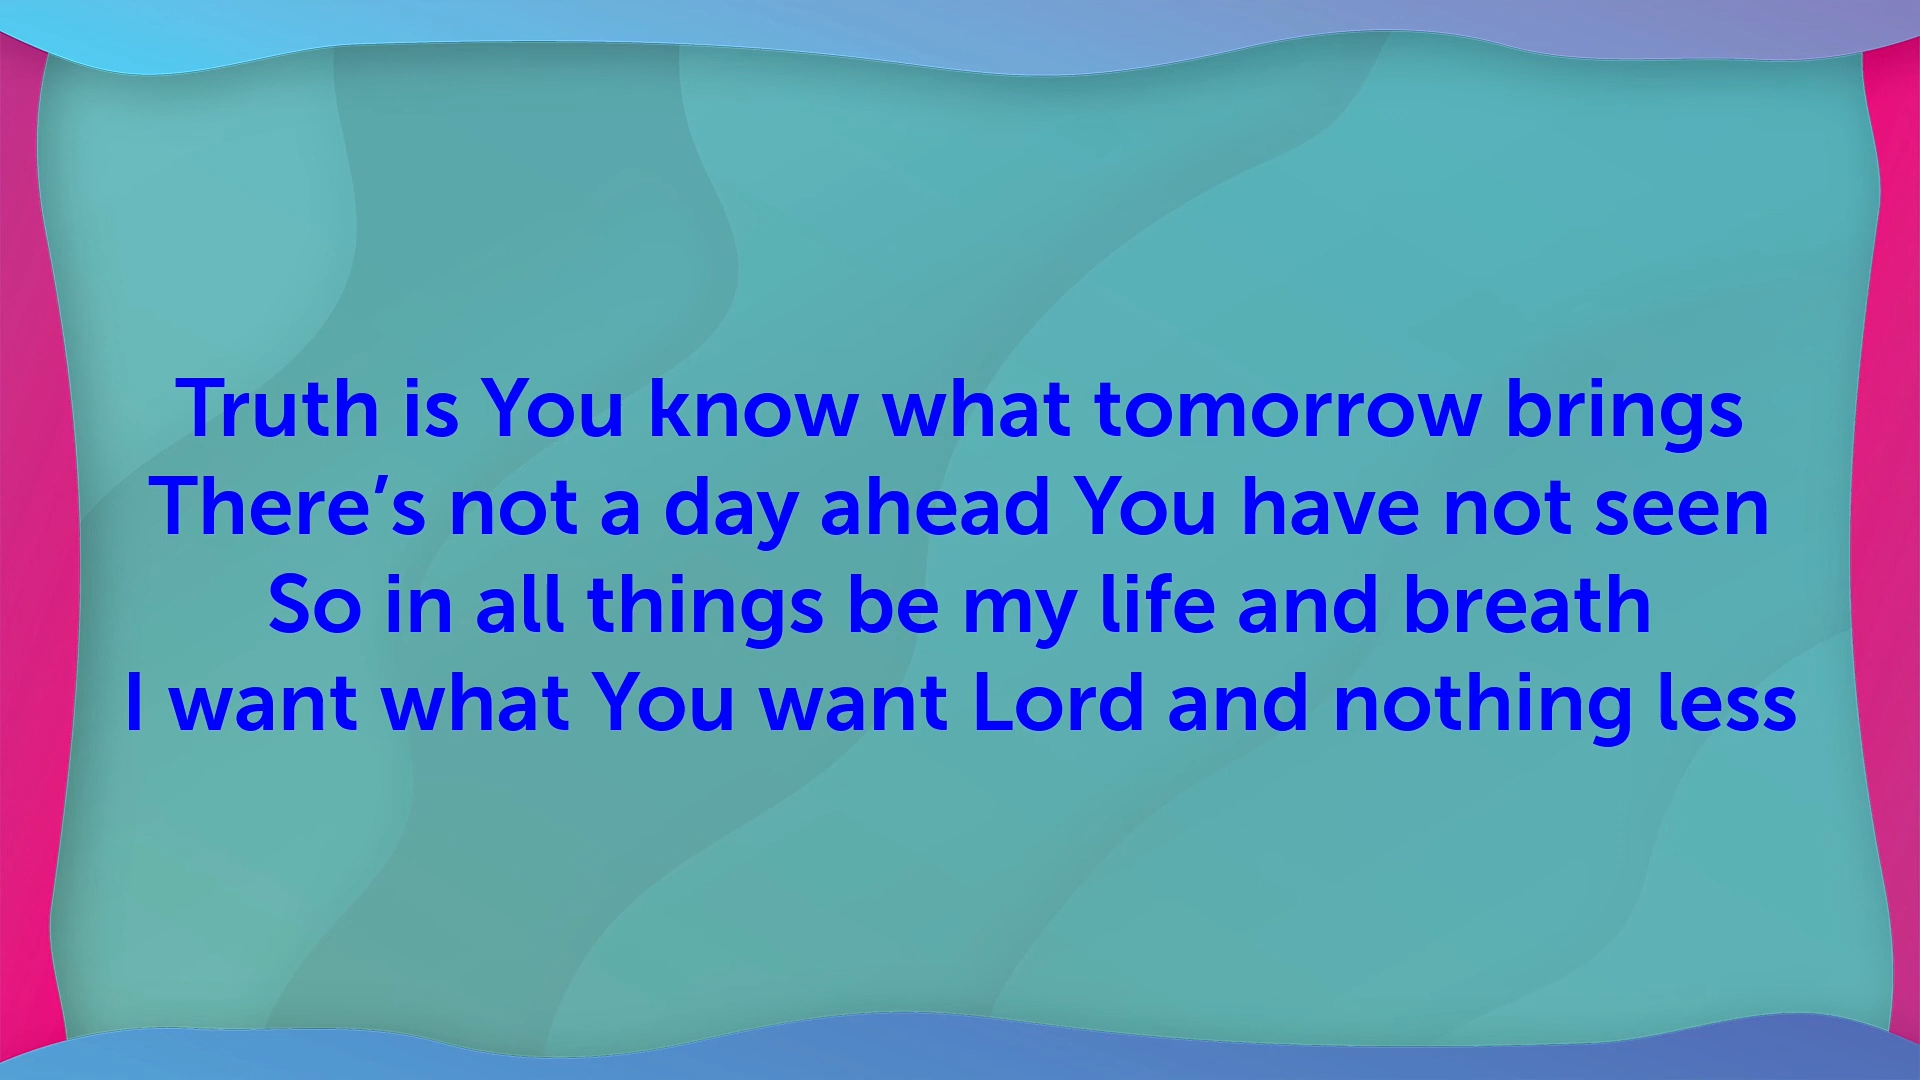 Truth is You know what tomorrow brings
There’s not a day ahead You have not seen
So in all things be my life and breath
I want what You want Lord and nothing less